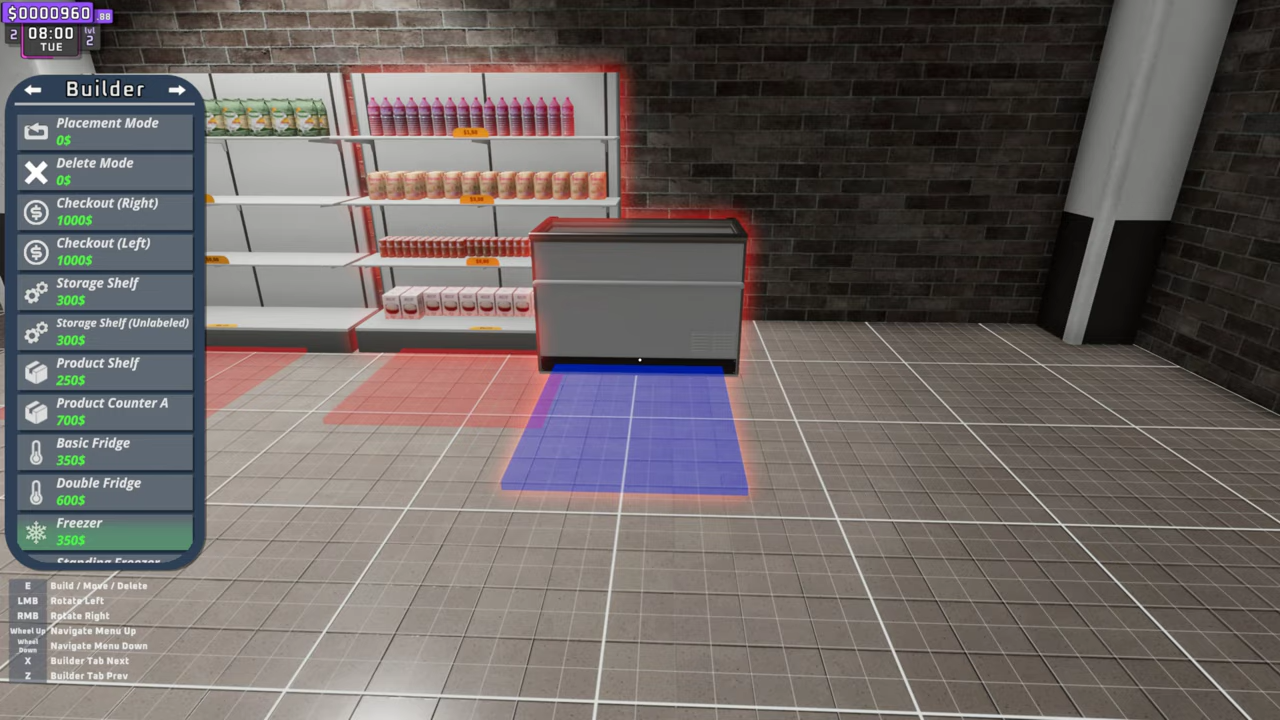 $0000960.88
2 08:00 lvl 2
TUE
Builder
Placement Mode
0$
Delete Mode
0$
Checkout (Right)
1000$
Checkout (Left)
1000$
Storage Shelf
300$
Storage Shelf (Unlabeled)
300$
Product Shelf
250$
Product Counter A
700$
Basic Fridge
350$
Double Fridge
600$
Freezer
350$
Standing Freezer
E Build / Move / Delete
LMB Rotate Left
RMB Rotate Right
Wheel Up Navigate Menu Up
Wheel Down Navigate Menu Down
X Builder Tab Next
Z Builder Tab Prev